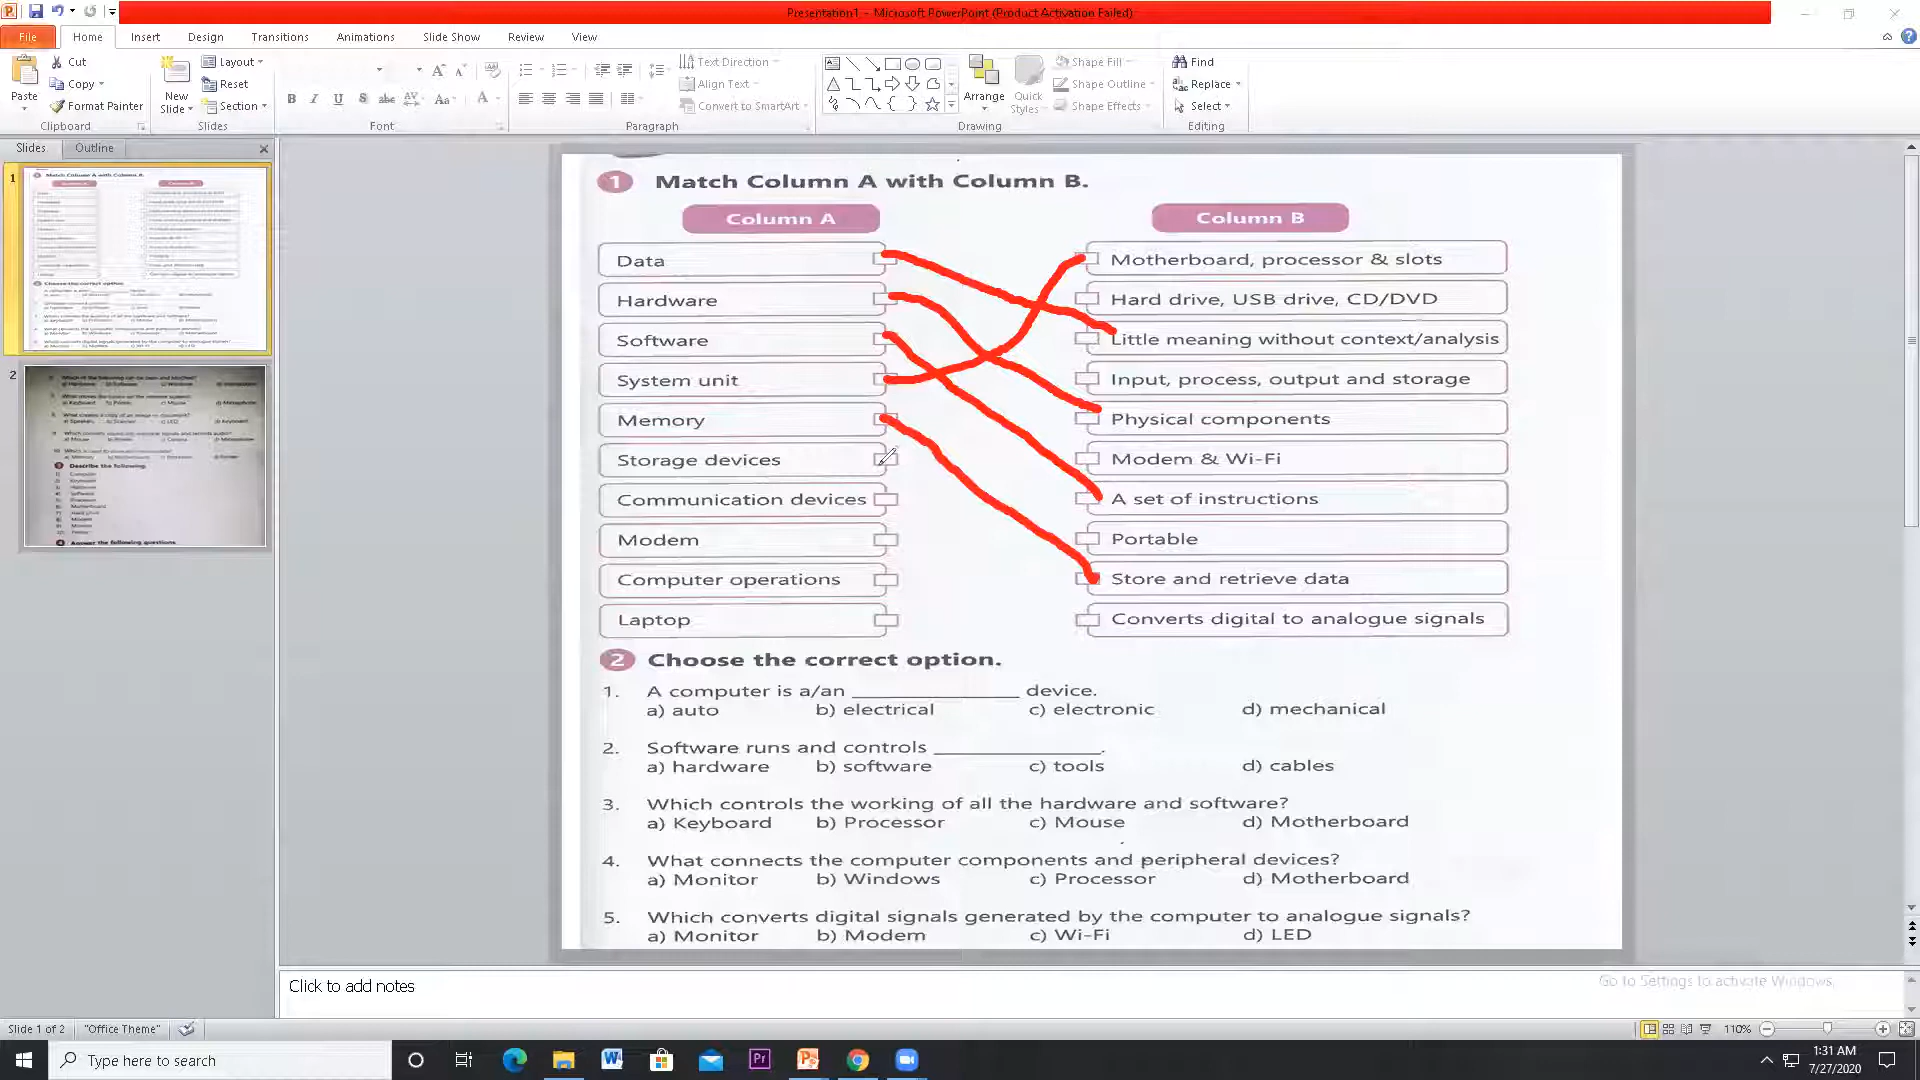 Presentation1 - Microsoft PowerPoint (Product Activation Failed)
File Home Insert Design Transitions Animations Slide Show Review View
Cut
Copy
Format Painter
Paste
Clipboard
New Slide
Layout
Reset
Section
Slides
Font
Text Direction
Align Text
Convert to SmartArt
Paragraph
Arrange
Quick Styles
Shape Fill
Shape Outline
Shape Effects
Drawing
Find
Replace
Select
Editing
Slides Outline
1
2
1 Match Column A with Column B.
Column A Column B
Data Motherboard, processor & slots
Hardware Hard drive, USB drive, CD/DVD
Software Little meaning without context/analysis
System unit Input, process, output and storage
Memory Physical components
Storage devices Modem & Wi-Fi
Communication devices A set of instructions
Modem Portable
Computer operations Store and retrieve data
Laptop Converts digital to analogue signals
2 Choose the correct option.
1. A computer is a/an ________________ device.
a) auto b) electrical c) electronic d) mechanical
2. Software runs and controls ________________.
a) hardware b) software c) tools d) cables
3. Which controls the working of all the hardware and software?
a) Keyboard b) Processor c) Mouse d) Motherboard
4. What connects the computer components and peripheral devices?
a) Monitor b) Windows c) Processor d) Motherboard
5. Which converts digital signals generated by the computer to analogue signals?
a) Monitor b) Modem c) Wi-Fi d) LED
Click to add notes
Go to Settings to activate Windows.
Slide 1 of 2 "Office Theme" 110%
Type here to search
1:31 AM
7/27/2020